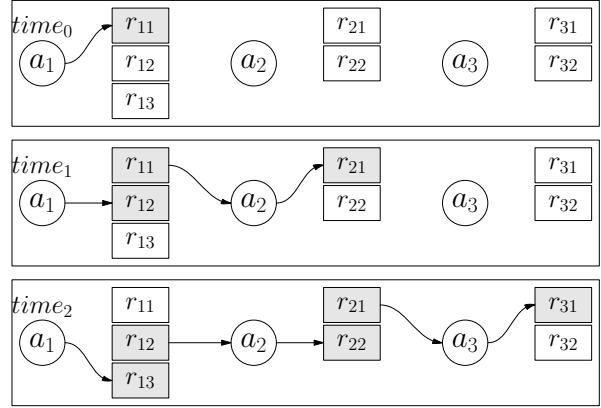 time₀ r₁₁ r₂₁ r₃₁
a₁ r₁₂ a₂ r₂₂ a₃ r₃₂
r₁₃
time₁ r₁₁ r₂₁ r₃₁
a₁ r₁₂ a₂ r₂₂ a₃ r₃₂
r₁₃
time₂ r₁₁ r₂₁ r₃₁
a₁ r₁₂ a₂ r₂₂ a₃ r₃₂
r₁₃